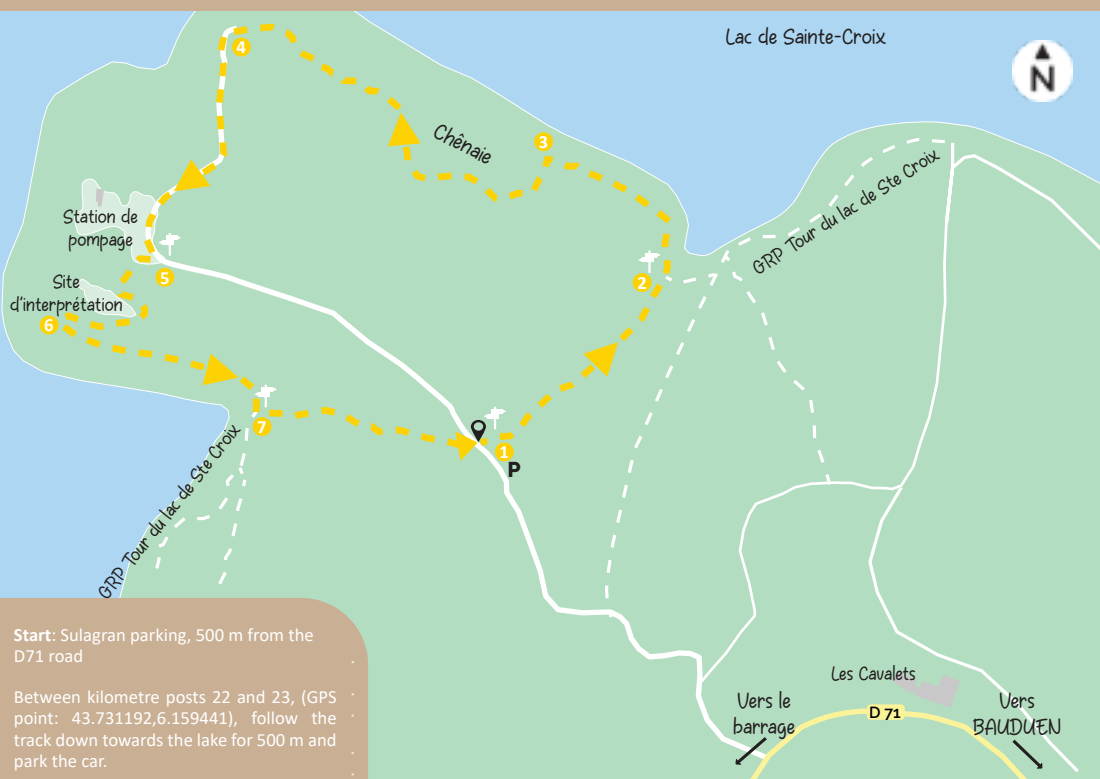 Lac de Sainte-Croix
N
4
3
Chênaie
GRP Tour du lac de Ste Croix
Station de
pompage
5
2
Site
d'interprétation
6
7
1
P
GRP Tour du lac de Ste Croix
Start: Sulagran parking, 500 m from the
D71 road
Between kilometre posts 22 and 23, (GPS
point: 43.731192,6.159441), follow the
track down towards the lake for 500 m and
park the car.
Les Cavalets
Vers le
barrage
D 71
Vers
BAUDUEN